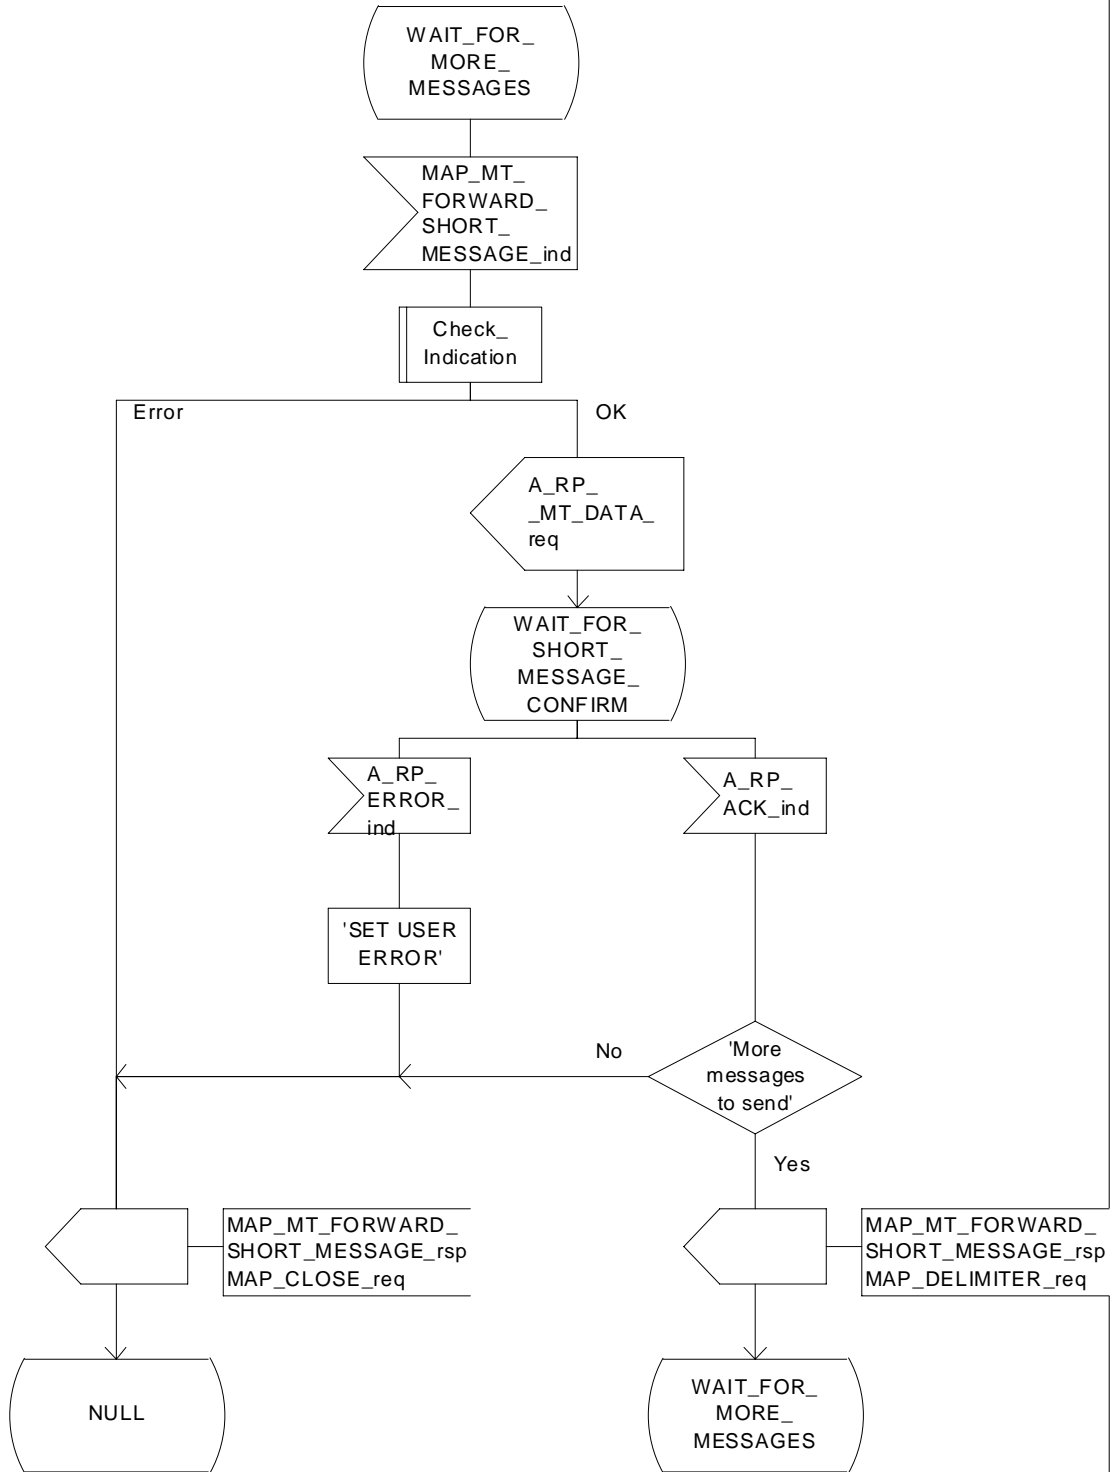 WAIT_FOR_
MORE_
MESSAGES
MAP_MT_
FORWARD_
SHORT_
MESSAGE_ind
Check_
Indication
Error
OK
A_RP_
_MT_DATA_
req
WAIT_FOR_
SHORT_
MESSAGE_
CONFIRM
A_RP_
ERROR_
ind
A_RP_
ACK_ind
'SET USER
ERROR'
No
'More
messages
to send'
Yes
MAP_MT_FORWARD_
SHORT_MESSAGE_rsp
MAP_CLOSE_req
MAP_MT_FORWARD_
SHORT_MESSAGE_rsp
MAP_DELIMITER_req
NULL
WAIT_FOR_
MORE_
MESSAGES